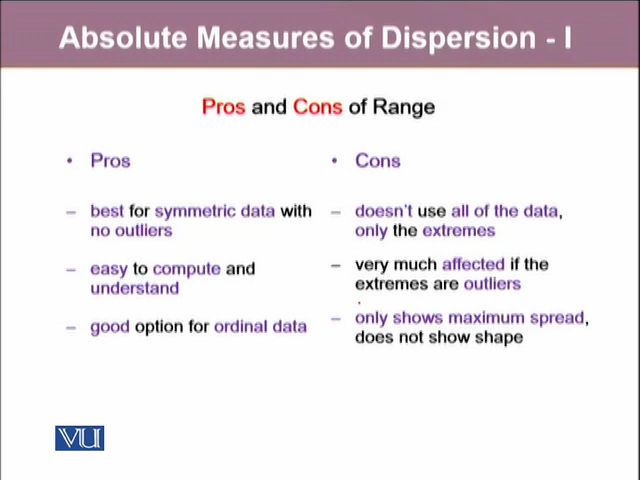 Absolute Measures of Dispersion - I
Pros and Cons of Range
• Pros
– best for symmetric data with
no outliers
– easy to compute and
understand
– good option for ordinal data
• Cons
– doesn't use all of the data,
only the extremes
– very much affected if the
extremes are outliers
– only shows maximum spread,
does not show shape
VU